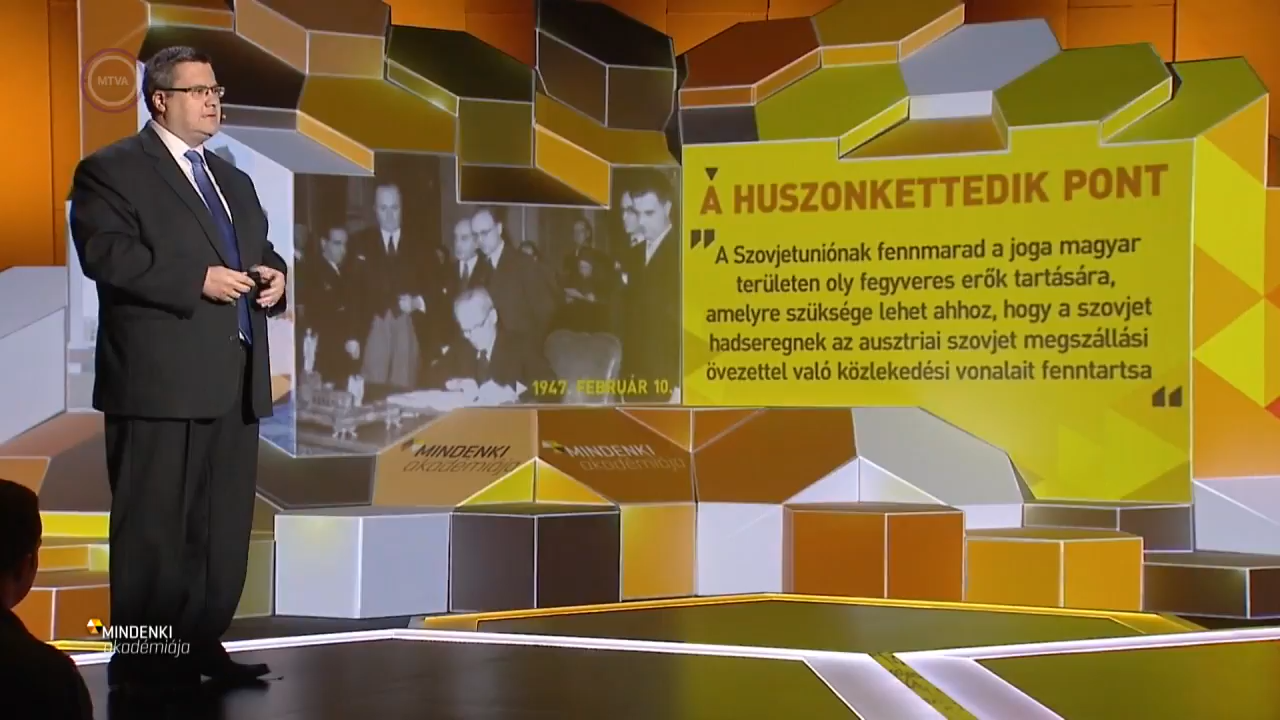 MTVA
A HUSZONKETTEDIK PONT
"A Szovjetuniónak fennmarad a joga magyar
területen oly fegyveres erők tartására,
amelyre szüksége lehet ahhoz, hogy a szovjet
hadseregnek az ausztriai szovjet megszállási
övezettel való közlekedési vonalait fenntartsa"
1947. FEBRUÁR 10.
MINDENKI
akadémiája
MINDENKI
akadémiája
MINDENKI
akadémiája